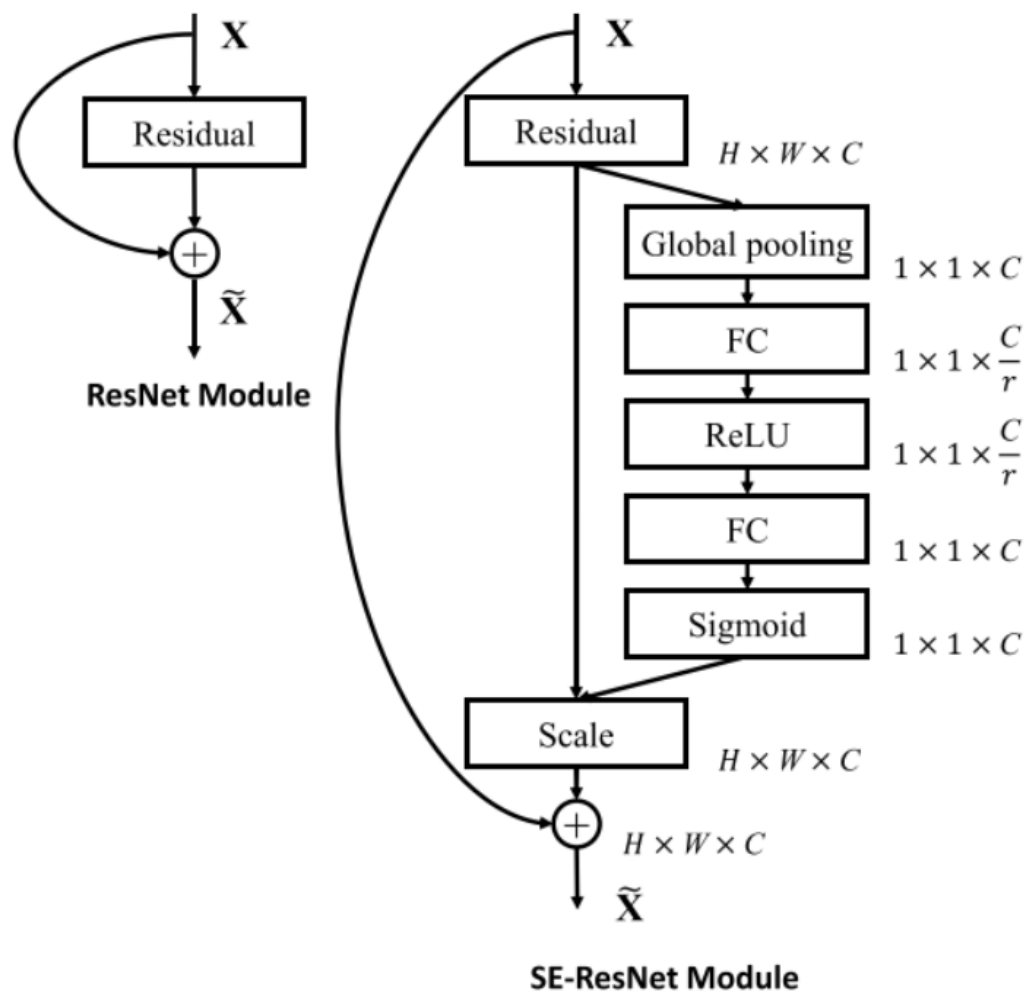 X
Residual
+
X̃
ResNet Module
X
Residual
H × W × C
Global pooling
1 × 1 × C
FC
1 × 1 × C/r
ReLU
1 × 1 × C/r
FC
1 × 1 × C
Sigmoid
1 × 1 × C
Scale
H × W × C
+
H × W × C
X̃
SE-ResNet Module